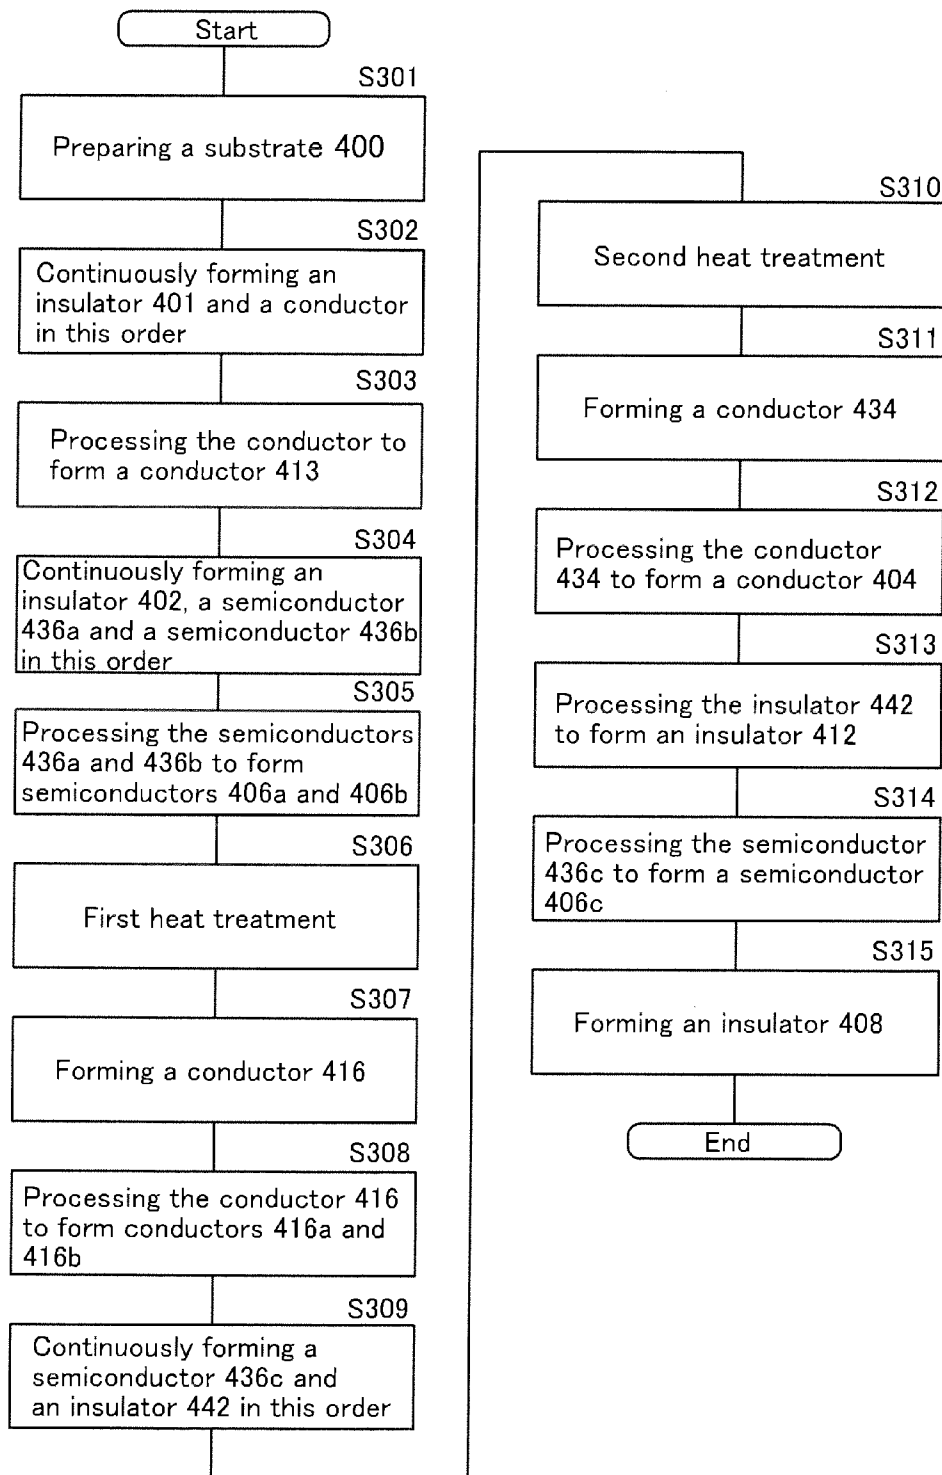 Start
S301
Preparing a substrate 400
S302
Continuously forming an
insulator 401 and a conductor
in this order
S303
Processing the conductor to
form a conductor 413
S304
Continuously forming an
insulator 402, a semiconductor
436a and a semiconductor 436b
in this order
S305
Processing the semiconductors
436a and 436b to form
semiconductors 406a and 406b
S306
First heat treatment
S307
Forming a conductor 416
S308
Processing the conductor 416
to form conductors 416a and
416b
S309
Continuously forming a
semiconductor 436c and
an insulator 442 in this order
S310
Second heat treatment
S311
Forming a conductor 434
S312
Processing the conductor
434 to form a conductor 404
S313
Processing the insulator 442
to form an insulator 412
S314
Processing the semiconductor
436c to form a semiconductor
406c
S315
Forming an insulator 408
End